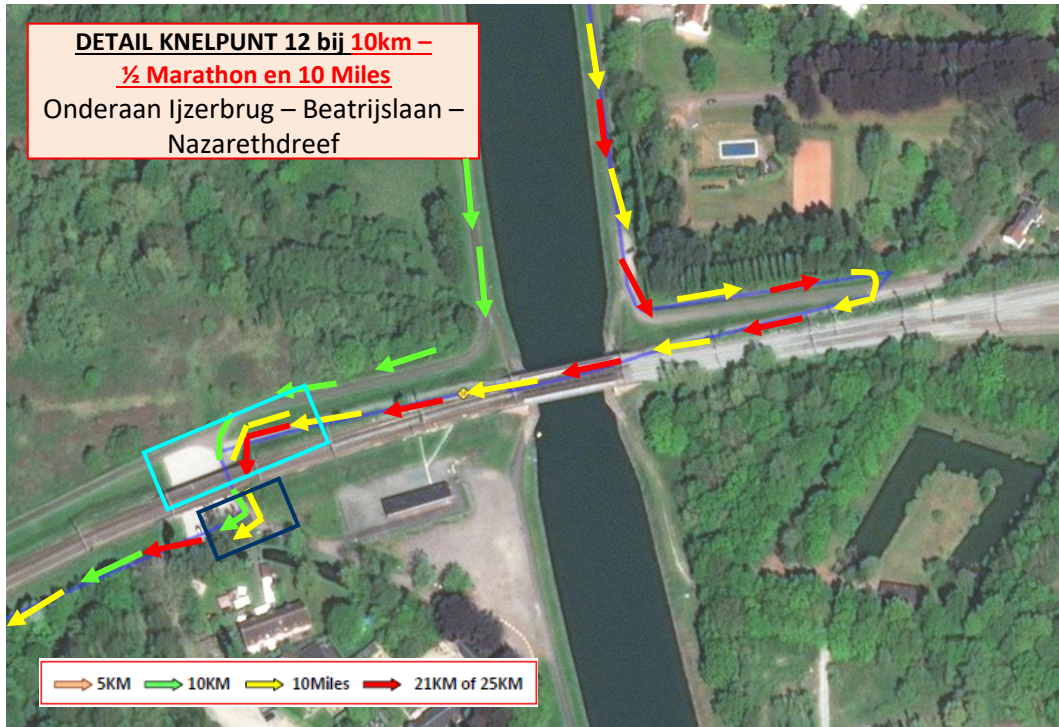 DETAIL KNELPUNT 12 bij 10km –
½ Marathon en 10 Miles
Onderaan Ijzerbrug – Beatrijslaan –
Nazarethdreef
5KM 10KM 10Miles 21KM of 25KM